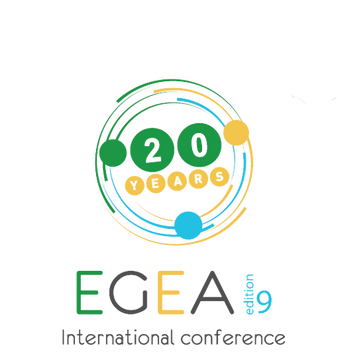 20
YEARS
EGEA
edition 9
International conference